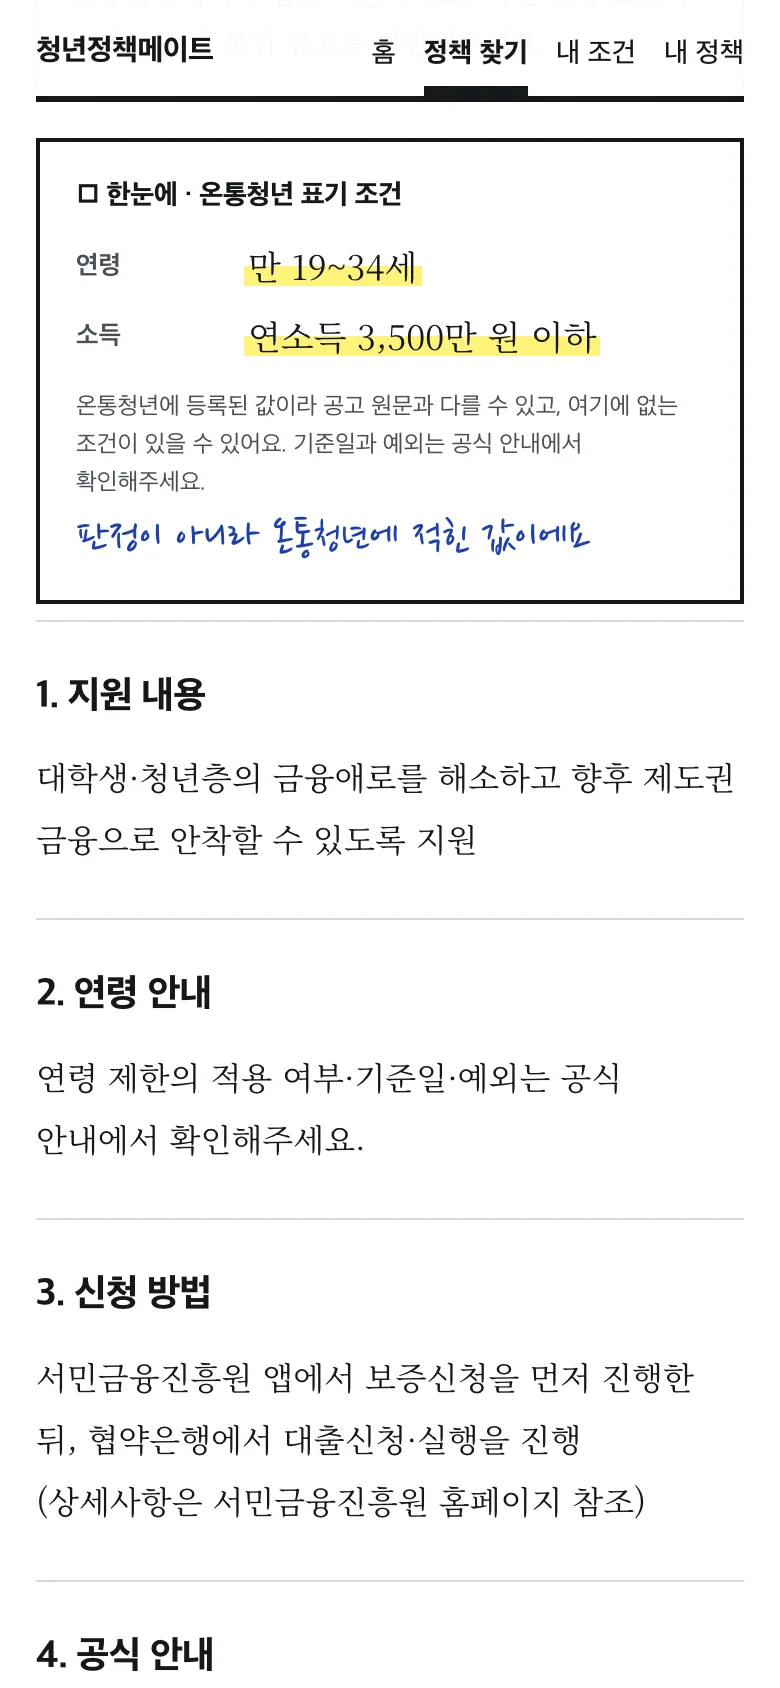 청년정책메이트
홈 정책 찾기 내 조건 내 정책
한눈에 · 온통청년 표기 조건
연령 만 19~34세
소득 연소득 3,500만 원 이하
온통청년에 등록된 값이라 공고 원문과 다를 수 있고, 여기에 없는
조건이 있을 수 있어요. 기준일과 예외는 공식 안내에서
확인해주세요.
판정이 아니라 온통청년에 적힌 값이에요
1. 지원 내용
대학생·청년층의 금융애로를 해소하고 향후 제도권
금융으로 안착할 수 있도록 지원
2. 연령 안내
연령 제한의 적용 여부·기준일·예외는 공식
안내에서 확인해주세요.
3. 신청 방법
서민금융진흥원 앱에서 보증신청을 먼저 진행한
뒤, 협약은행에서 대출신청·실행을 진행
(상세사항은 서민금융진흥원 홈페이지 참조)
4. 공식 안내